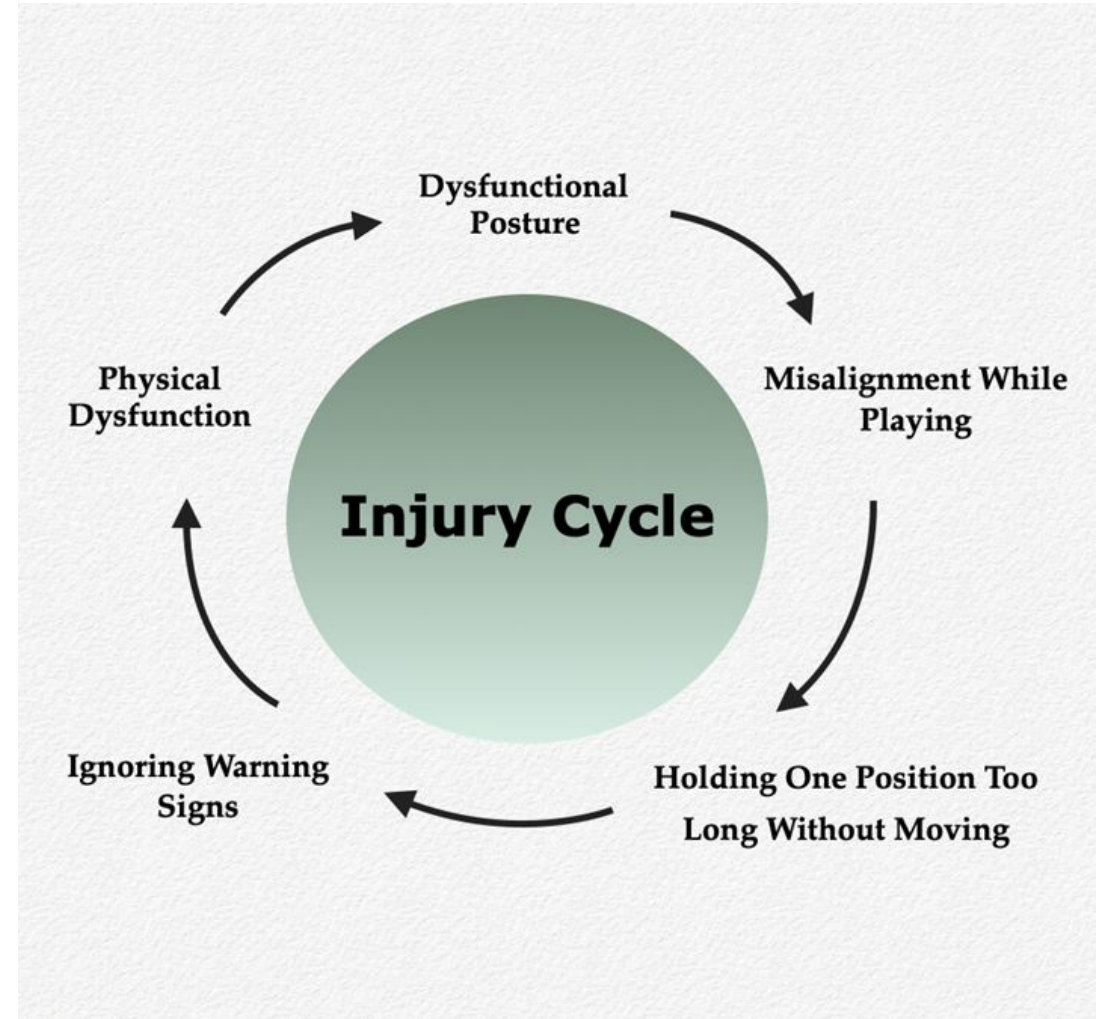 Dysfunctional
Posture
Misalignment While
Playing
Holding One Position Too
Long Without Moving
Ignoring Warning
Signs
Physical
Dysfunction
Injury Cycle